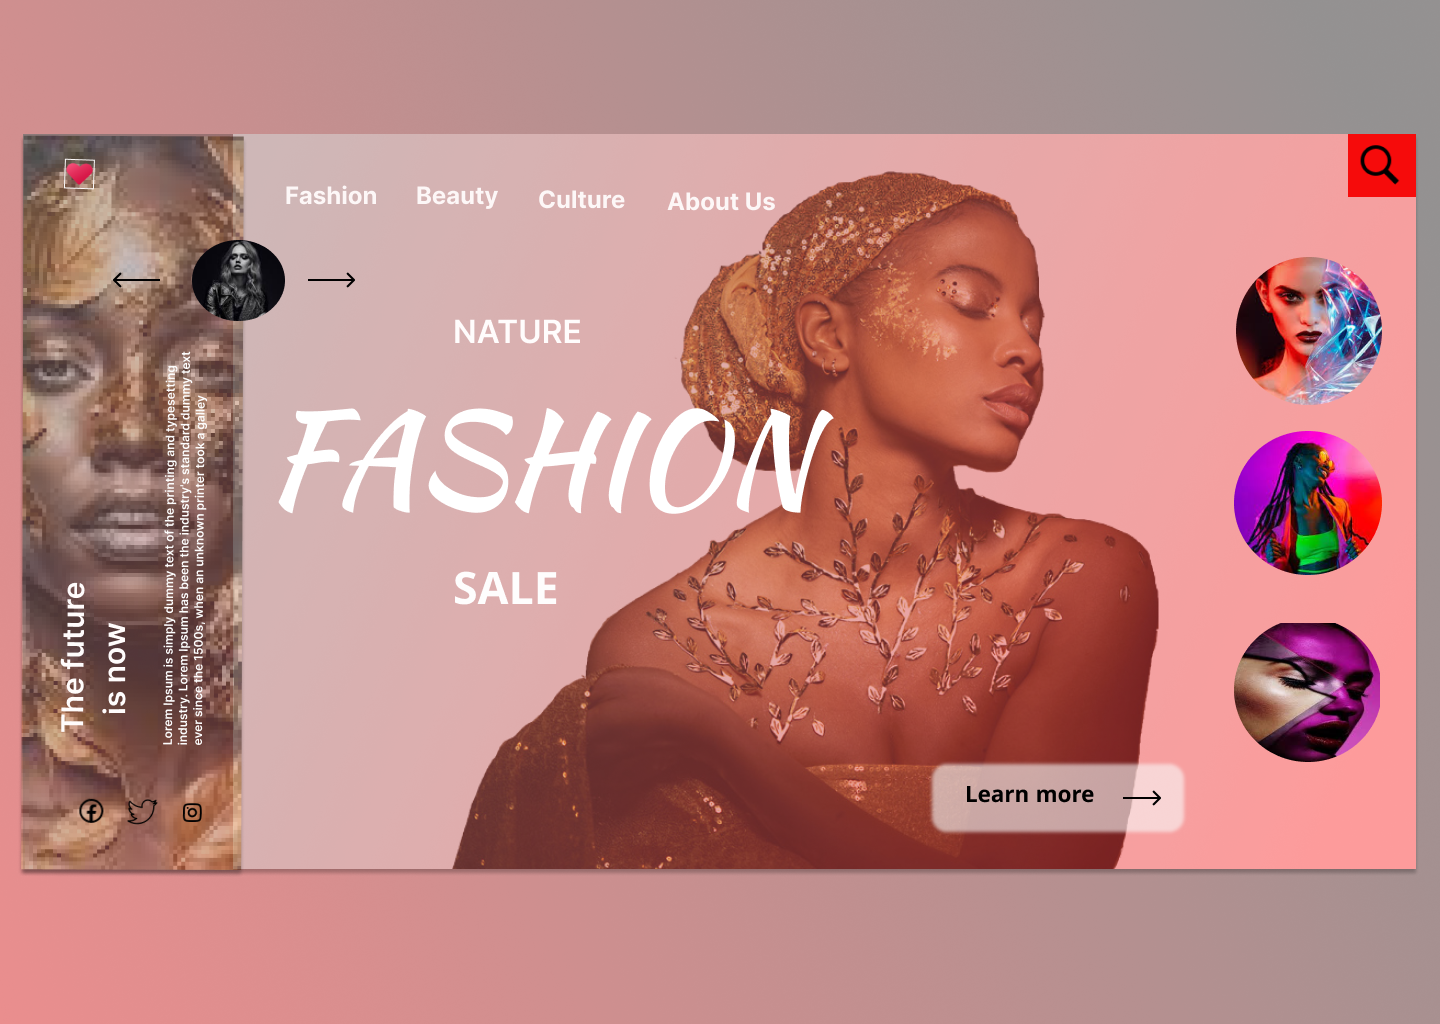 Fashion
Beauty
Culture
About Us
NATURE
FASHION
SALE
The future
is now
Lorem Ipsum is simply dummy text of the printing and typesetting
industry. Lorem Ipsum has been the industry's standard dummy text
ever since the 1500s, when an unknown printer took a galley
Learn more